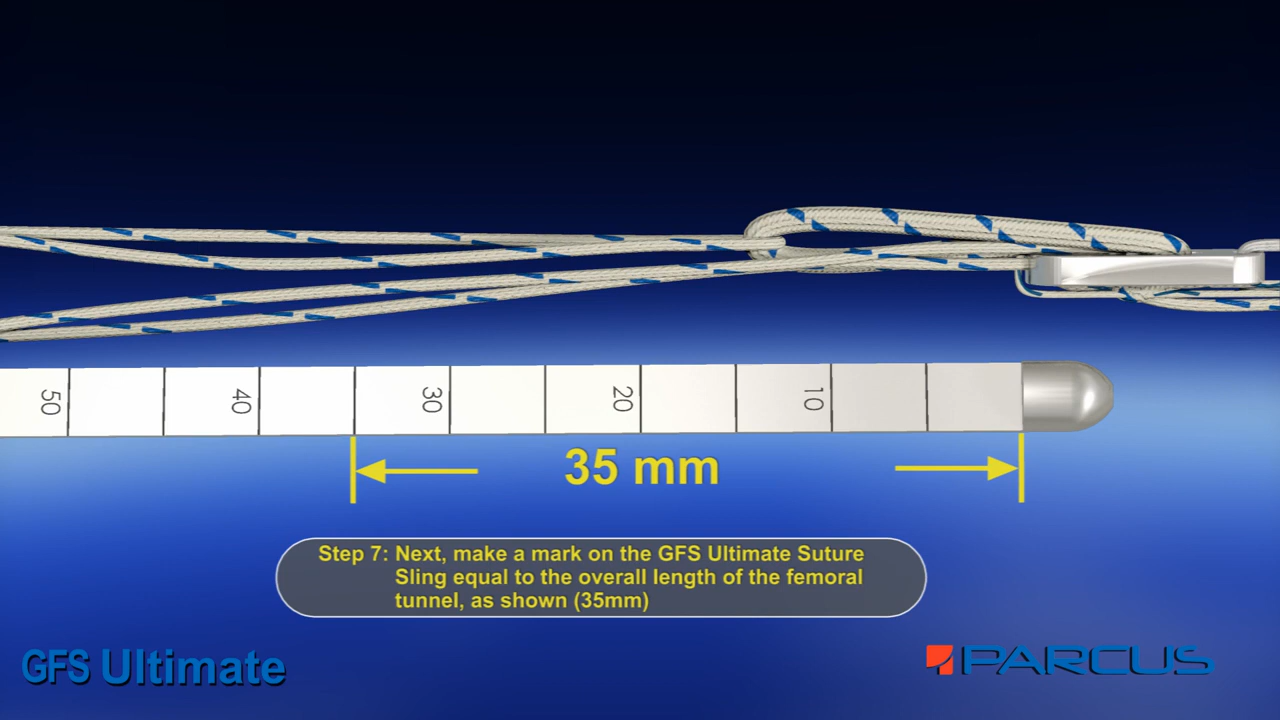 50 40 30 20 10
35 mm
Step 7: Next, make a mark on the GFS Ultimate Suture
Sling equal to the overall length of the femoral
tunnel, as shown (35mm)
GFS Ultimate
PARCUS